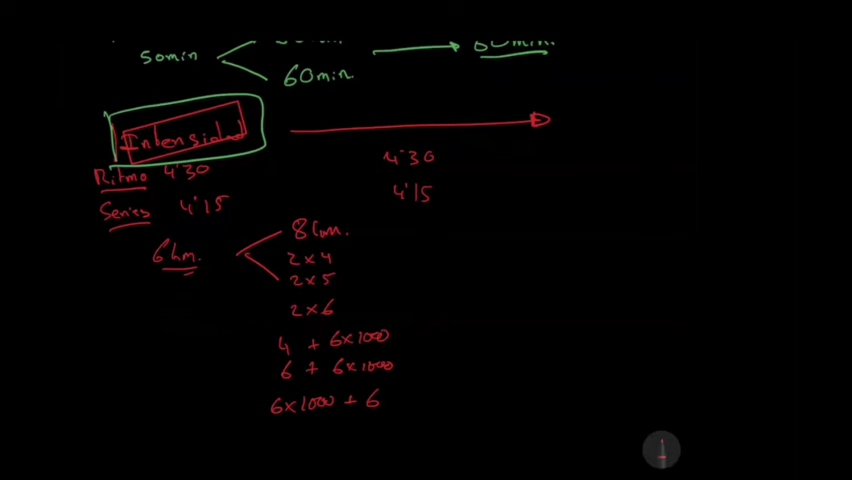 50min
60min.
60min.
Intensidad
Ritmo 4'30 4'30
Series 4'15 4'15
6km. 8km.
2x4
2x5
2x6
4 + 6x1000
6 + 6x1000
6x1000 + 6